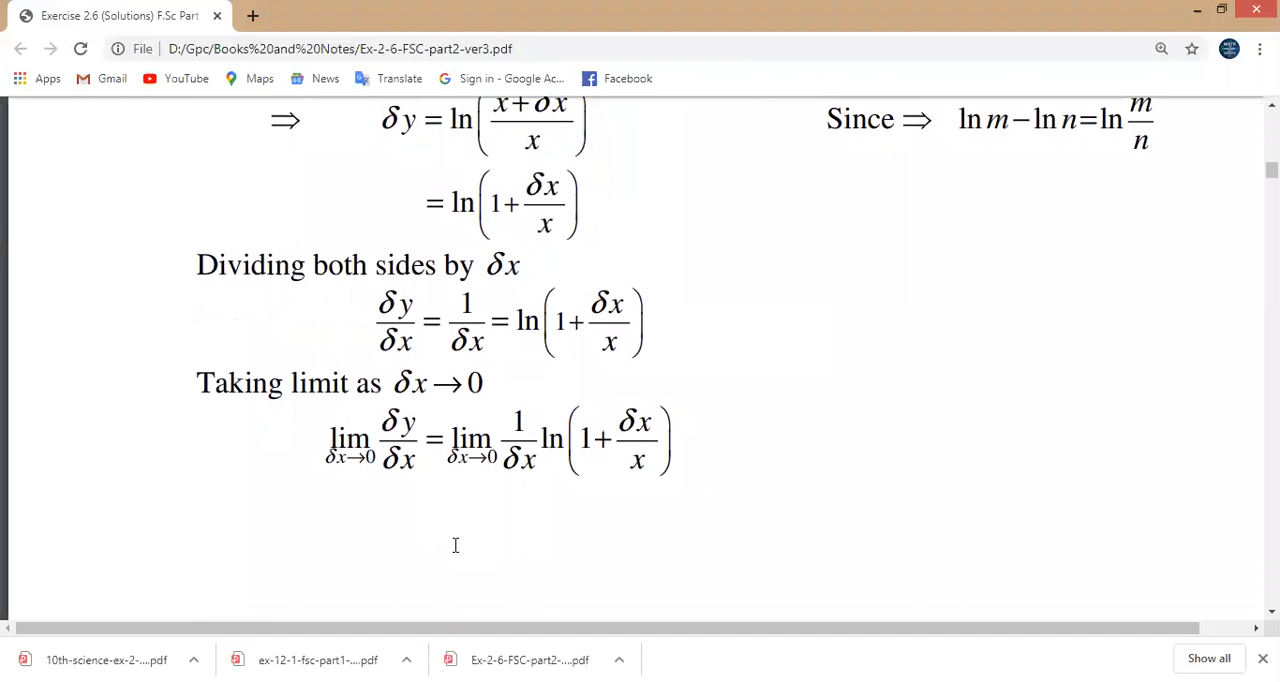 Exercise 2.6 (Solutions) F.Sc Part
File | D:/Gpc/Books%20and%20Notes/Ex-2-6-FSC-part2-ver3.pdf
Apps Gmail YouTube Maps News Translate Sign in - Google Ac... Facebook
⇒ δy = ln((x+δx)/x) Since ⇒ ln m − ln n = ln m/n
= ln(1+δx/x)
Dividing both sides by δx
δy/δx = 1/δx = ln(1+δx/x)
Taking limit as δx→0
lim δx→0 δy/δx = lim δx→0 1/δx ln(1+δx/x)
10th-science-ex-2-....pdf ex-12-1-fsc-part1-....pdf Ex-2-6-FSC-part2-....pdf Show all